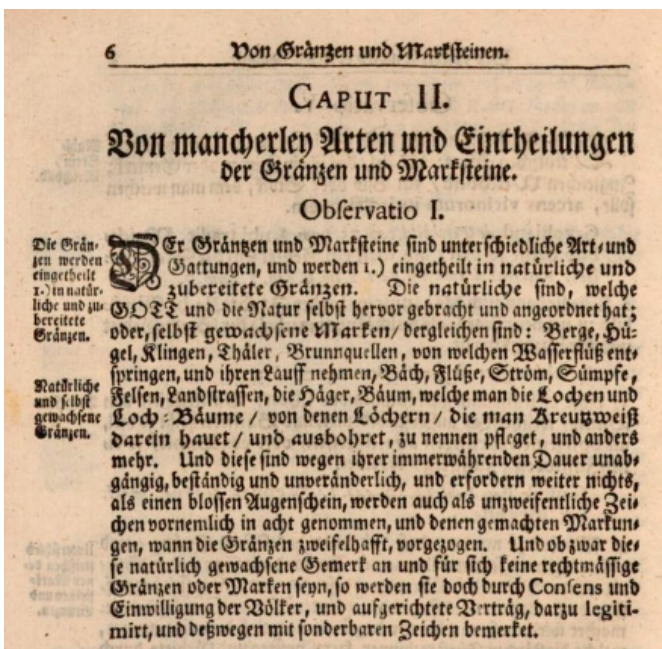 6 Von Gräntzen und Marksteinen.
CAPUT II.
Von mancherley Arten und Eintheilungen
der Gräntzen und Marksteine.
Observatio I.
Die Grän-
zen werden
eingetheilt
1.) in natür-
liche und zu-
bereitete
Gränzen.
DEr Gräntzen und Marksteine sind unterschiedliche Art- und
Gattungen, und werden 1.) eingetheilt in natürliche und
zubereitete Gränzen. Die natürliche sind, welche
GOTT und die Natur selbst hervor gebracht und angeordnet hat;
oder, selbst gewachsene Marken/ dergleichen sind: Berge, Hü-
gel, Klingen, Thäler, Brunnquellen, von welchen Wasserflüß ent-
springen, und ihren Lauff nehmen, Bäch, Flüße, Ström, Sümpfe,
Natürliche
und selbst
gewachsene
Gränzen.
Felsen, Landstrassen, die Häger, Bäum, welche man die Lochen und
Loch-Bäume / von denen Löchern / die man Kreutzweiß
darein hauet / und ausbohret, zu nennen pfleget, und anders
mehr. Und diese sind wegen ihrer immerwährenden Dauer unab-
gängig, beständig und unveränderlich, und erfordern weiter nichts,
als einen blossen Augenschein, werden auch als unzweifentliche Zei-
chen vornemlich in acht genommen, und denen gemachten Markun-
gen, wann die Gränzen zweifelhafft, vorgezogen. Und ob zwar die-
se natürlich gewachsene Gemerk an und für sich keine rechtmässige
Gränzen oder Marken seyn, so werden sie doch durch Consens und
Einwilligung der Völker, und aufgerichtete Verträg, darzu legiti-
mirt, und deßwegen mit sonderbaren Zeichen bemerket.